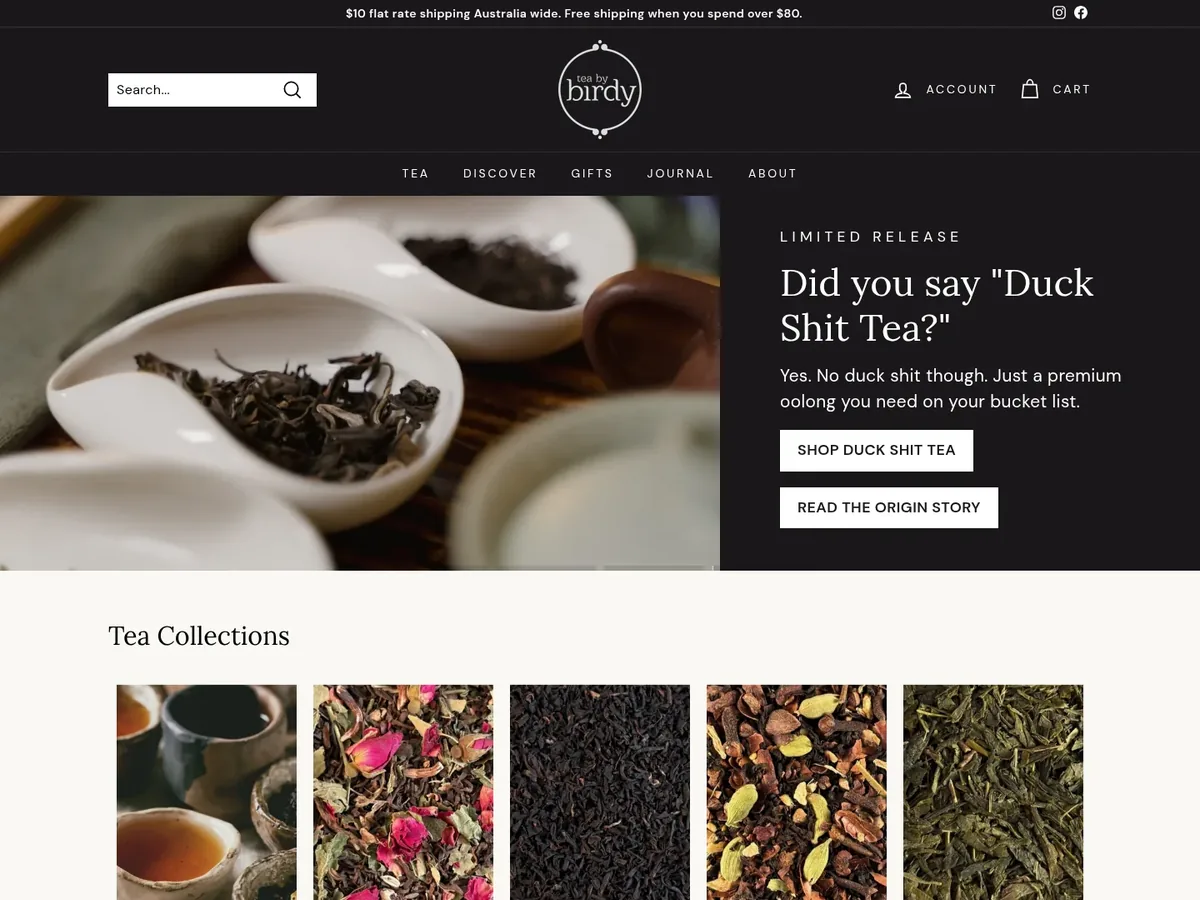 $10 flat rate shipping Australia wide. Free shipping when you spend over $80.
Search...
tea by
birdy
ACCOUNT
CART
TEA
DISCOVER
GIFTS
JOURNAL
ABOUT
LIMITED RELEASE
Did you say "Duck
Shit Tea?"
Yes. No duck shit though. Just a premium
oolong you need on your bucket list.
SHOP DUCK SHIT TEA
READ THE ORIGIN STORY
Tea Collections